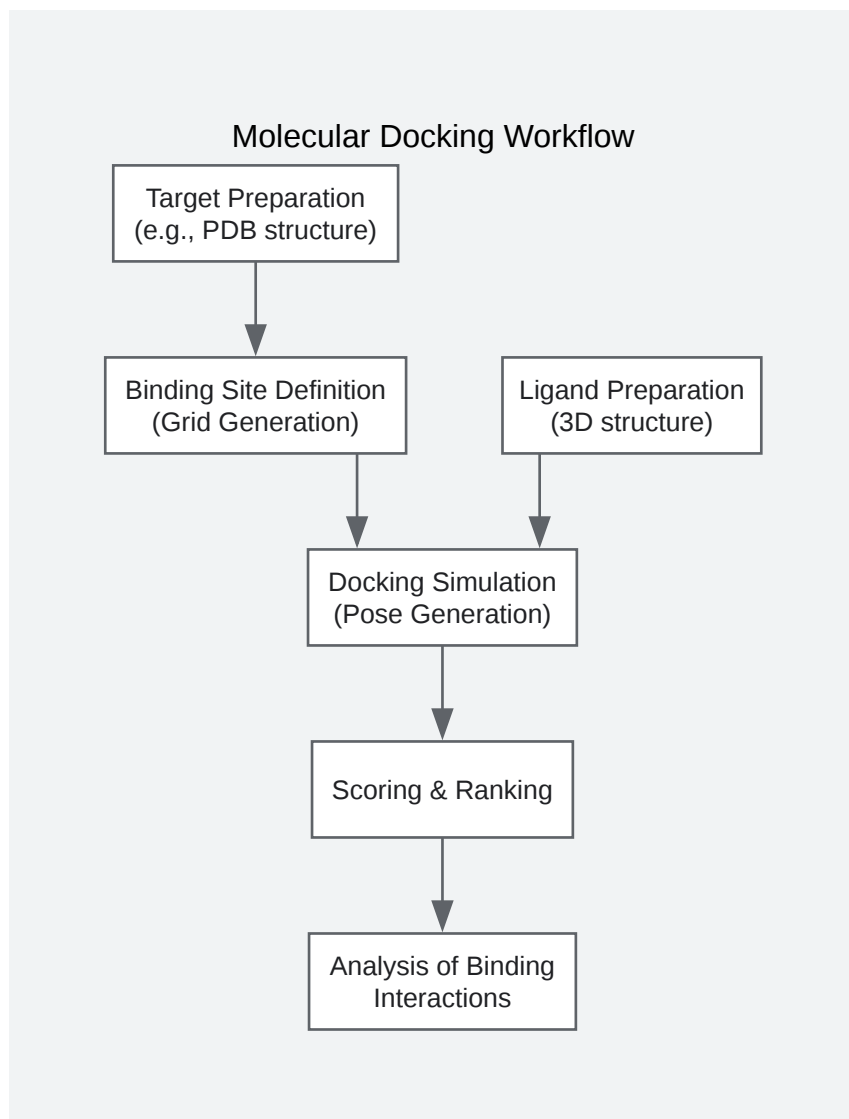 Molecular Docking Workflow
Target Preparation
(e.g., PDB structure)
Binding Site Definition
(Grid Generation)
Ligand Preparation
(3D structure)
Docking Simulation
(Pose Generation)
Scoring & Ranking
Analysis of Binding
Interactions